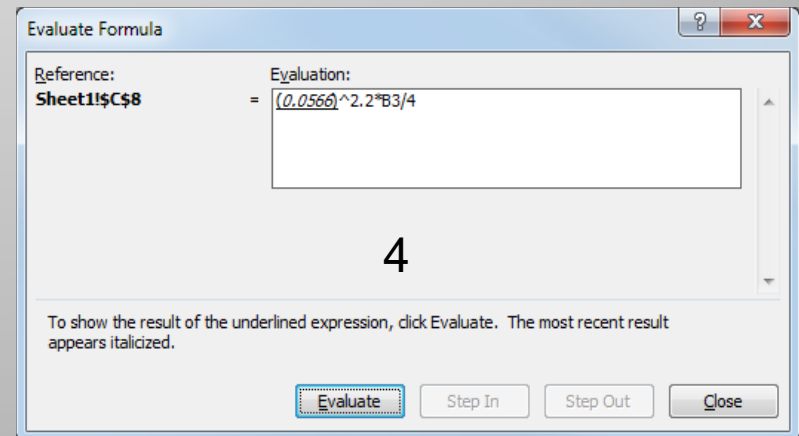 Evaluate Formula
? X
Reference: Evaluation:
Sheet1!$C$8 = (0.0566)^2.2*B3/4
4
To show the result of the underlined expression, click Evaluate. The most recent result
appears italicized.
Evaluate Step In Step Out Close